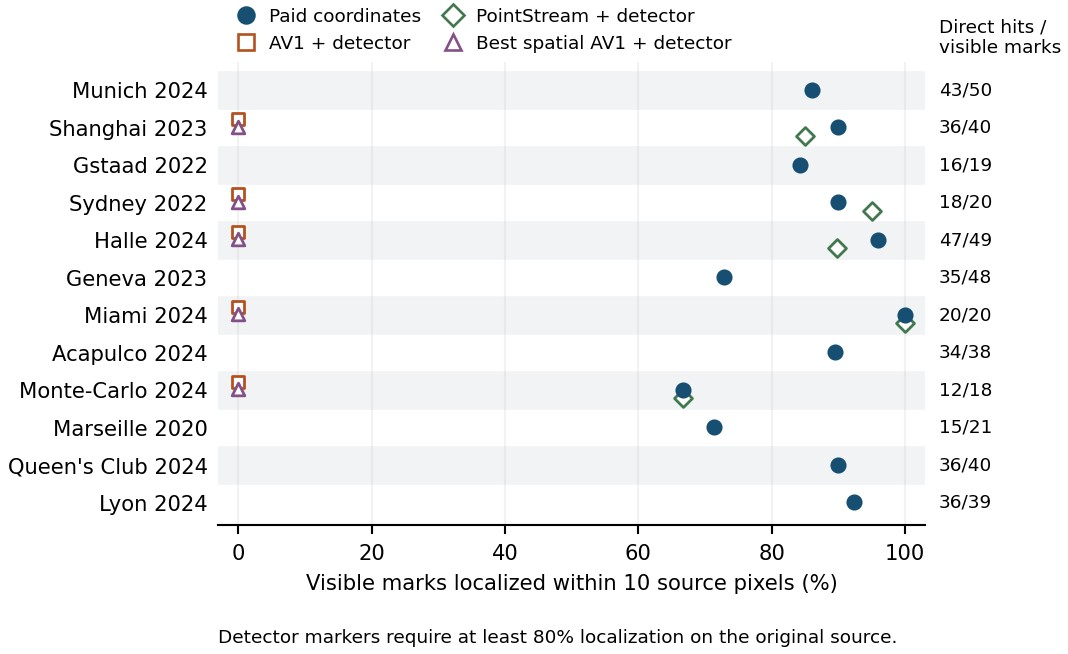 Paid coordinates
AV1 + detector
PointStream + detector
Best spatial AV1 + detector
Direct hits /
visible marks
Munich 2024 43/50
Shanghai 2023 36/40
Gstaad 2022 16/19
Sydney 2022 18/20
Halle 2024 47/49
Geneva 2023 35/48
Miami 2024 20/20
Acapulco 2024 34/38
Monte-Carlo 2024 12/18
Marseille 2020 15/21
Queen's Club 2024 36/40
Lyon 2024 36/39
0 20 40 60 80 100
Visible marks localized within 10 source pixels (%)
Detector markers require at least 80% localization on the original source.